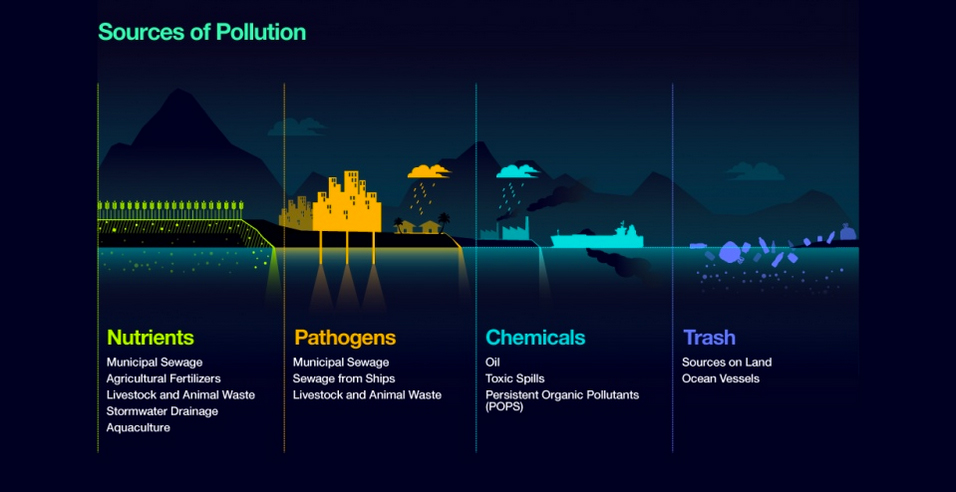 Sources of Pollution
Nutrients
Municipal Sewage
Agricultural Fertilizers
Livestock and Animal Waste
Stormwater Drainage
Aquaculture
Pathogens
Municipal Sewage
Sewage from Ships
Livestock and Animal Waste
Chemicals
Oil
Toxic Spills
Persistent Organic Pollutants
(POPS)
Trash
Sources on Land
Ocean Vessels